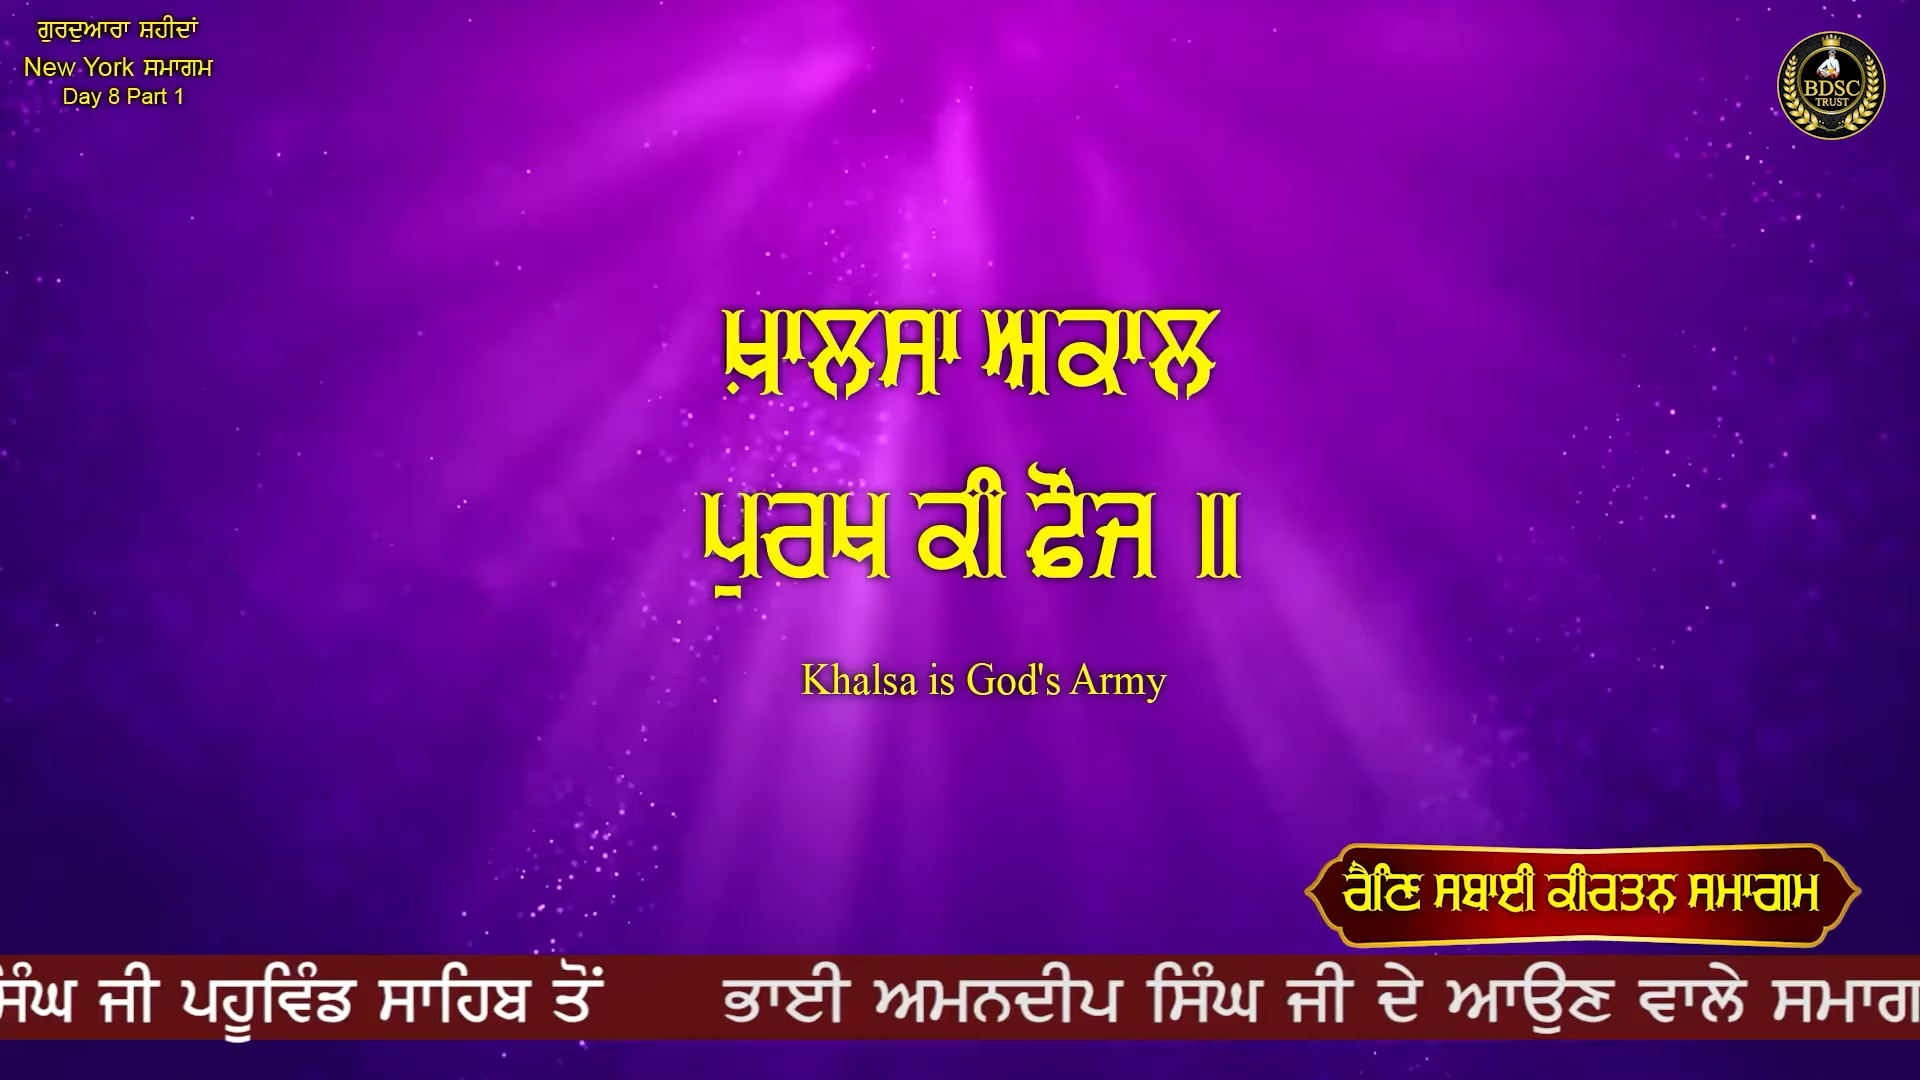 ਗੁਰਦੁਆਰਾ ਸ਼ਹੀਦਾਂ
New York ਸਮਾਗਮ
Day 8 Part 1
BDSC
TRUST
ਖ਼ਾਲਸਾ ਅਕਾਲ
ਪੁਰਖ ਕੀ ਫ਼ੌਜ ॥
Khalsa is God's Army
ਰੈਣਿ ਸਬਾਈ ਕੀਰਤਨ ਸਮਾਗਮ
ਸਿੰਘ ਜੀ ਪਹੂਵਿੰਡ ਸਾਹਿਬ ਤੋਂ ਭਾਈ ਅਮਨਦੀਪ ਸਿੰਘ ਜੀ ਦੇ ਆਉਣ ਵਾਲੇ ਸਮਾਗ